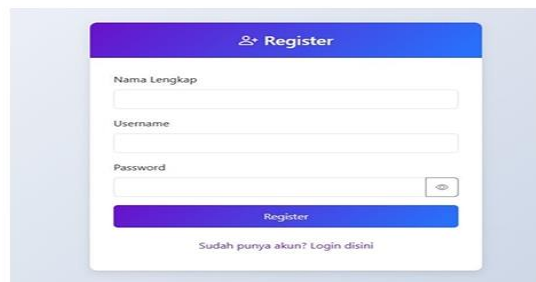 Register
Nama Lengkap
Username
Password
Register
Sudah punya akun? Login disini